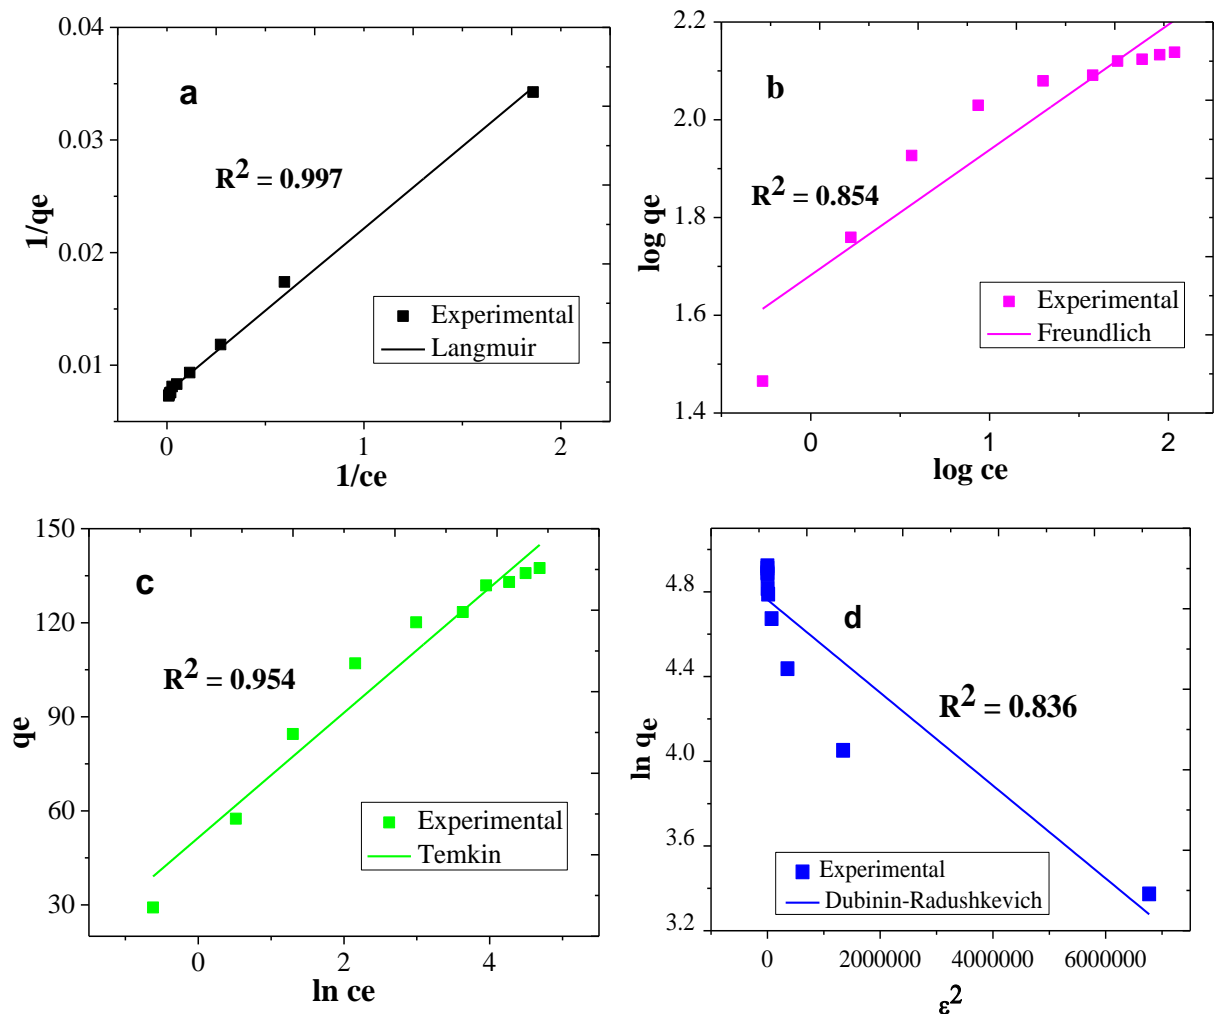 0.04
0.03
0.02
0.01
1/qe
a
R² = 0.997
Experimental
Langmuir
0
1
2
1/ce
2.2
2.0
1.8
1.6
1.4
log qe
b
R² = 0.854
Experimental
Freundlich
0
1
2
log ce
150
120
90
60
30
qe
c
R² = 0.954
Experimental
Temkin
0
2
4
ln ce
4.8
4.4
4.0
3.6
3.2
ln qe
d
R² = 0.836
Experimental
Dubinin-Radushkevich
0
2000000
4000000
6000000
ε²